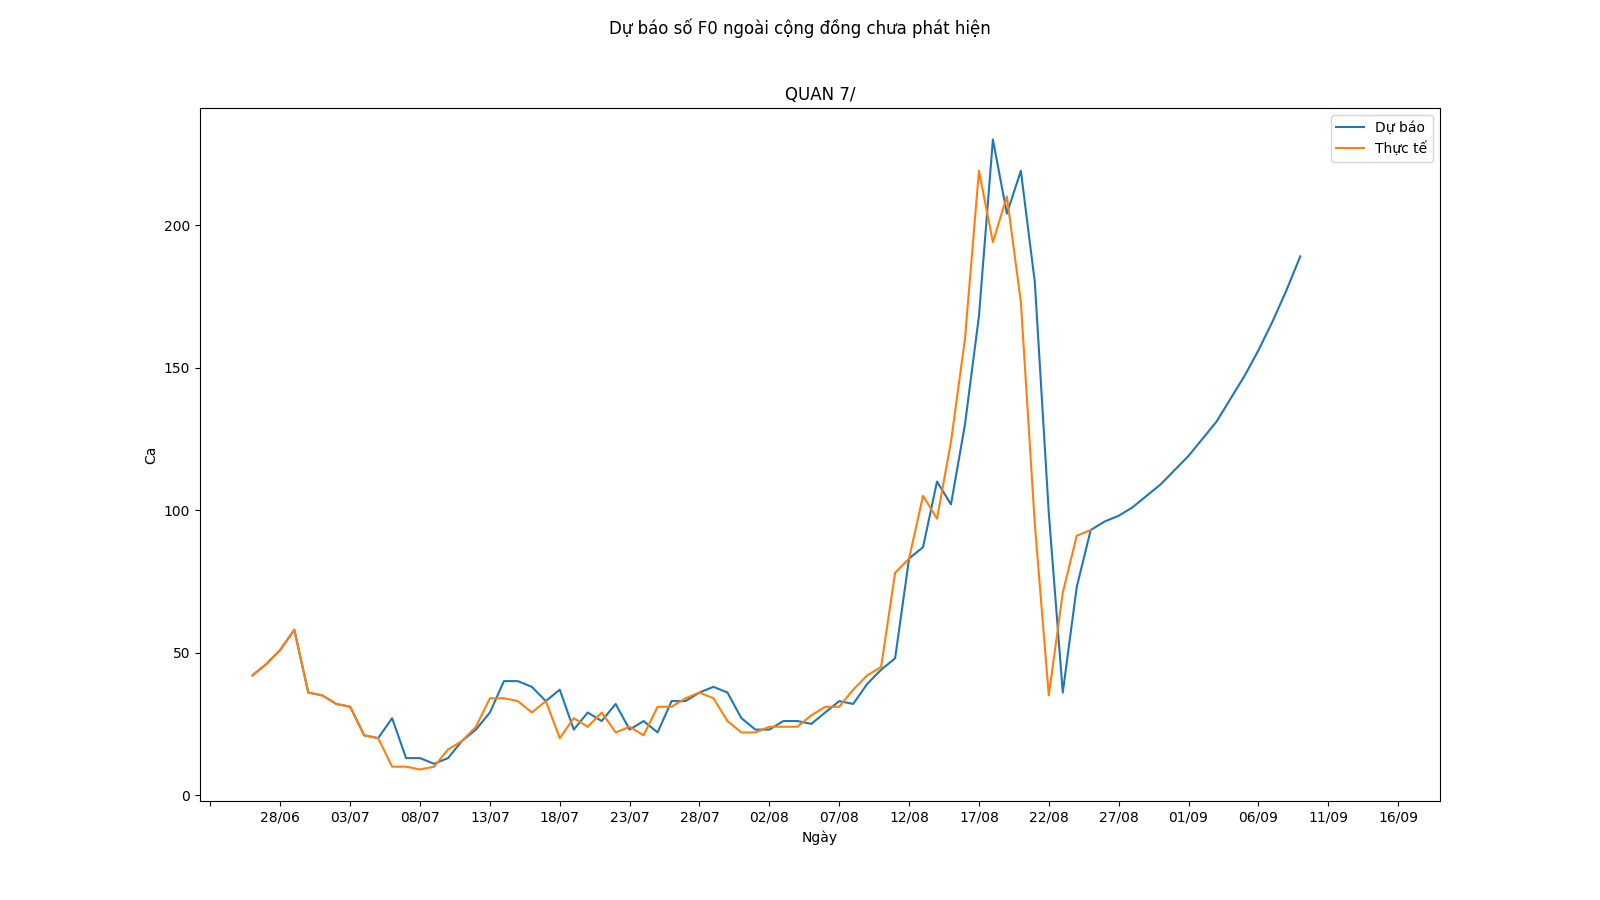 Dự báo số F0 ngoài cộng đồng chưa phát hiện
QUAN 7/
Dự báo
Thực tế
200
150
100
50
0
Ca
28/06 03/07 08/07 13/07 18/07 23/07 28/07 02/08 07/08 12/08 17/08 22/08 27/08 01/09 06/09 11/09 16/09
Ngày